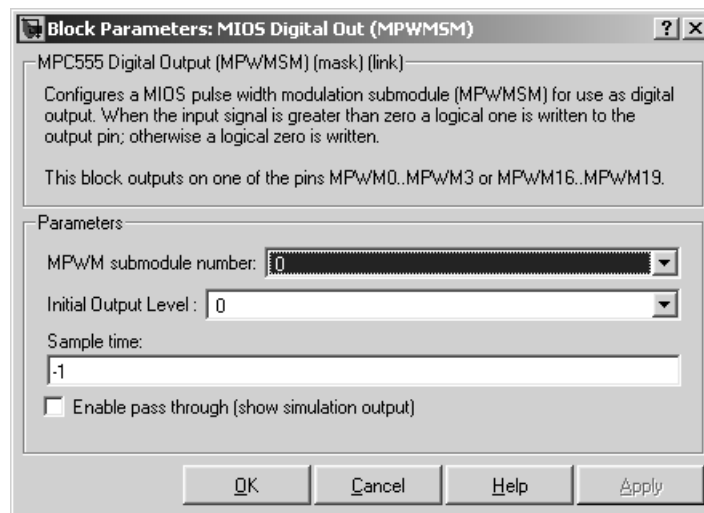 Block Parameters: MIOS Digital Out (MPWMSM)
MPC555 Digital Output (MPWMSM) (mask) (link)
Configures a MIOS pulse width modulation submodule (MPWMSM) for use as digital
output. When the input signal is greater than zero a logical one is written to the
output pin; otherwise a logical zero is written.
This block outputs on one of the pins MPWM0..MPWM3 or MPWM16..MPWM19.
Parameters
MPWM submodule number: 0
Initial Output Level : 0
Sample time:
-1
Enable pass through (show simulation output)
OK Cancel Help Apply